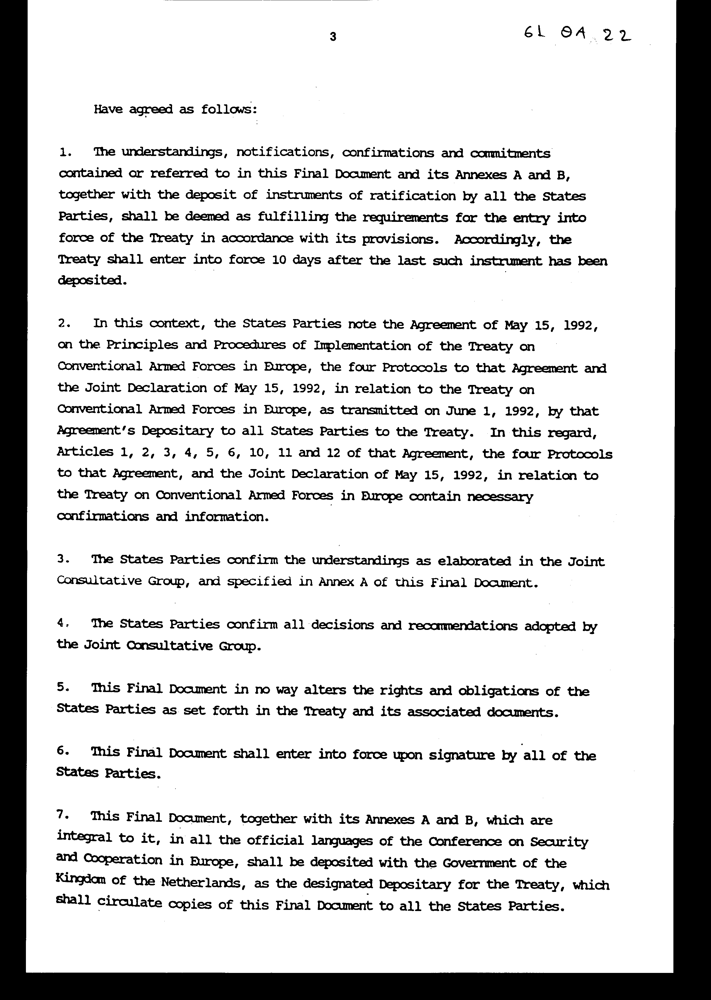 3
61 OA 22
Have agreed as follows:
1. The understandings, notifications, confirmations and commitments
contained or referred to in this Final Document and its Annexes A and B,
together with the deposit of instruments of ratification by all the States
Parties, shall be deemed as fulfilling the requirements for the entry into
force of the Treaty in accordance with its provisions. Accordingly, the
Treaty shall enter into force 10 days after the last such instrument has been
deposited.
2. In this context, the States Parties note the Agreement of May 15, 1992,
on the Principles and Procedures of Implementation of the Treaty on
Conventional Armed Forces in Europe, the four Protocols to that Agreement and
the Joint Declaration of May 15, 1992, in relation to the Treaty on
Conventional Armed Forces in Europe, as transmitted on June 1, 1992, by that
Agreement's Depositary to all States Parties to the Treaty. In this regard,
Articles 1, 2, 3, 4, 5, 6, 10, 11 and 12 of that Agreement, the four Protocols
to that Agreement, and the Joint Declaration of May 15, 1992, in relation to
the Treaty on Conventional Armed Forces in Europe contain necessary
confirmations and information.
3. The States Parties confirm the understandings as elaborated in the Joint
Consultative Group, and specified in Annex A of this Final Document.
4. The States Parties confirm all decisions and recommendations adopted by
the Joint Consultative Group.
5. This Final Document in no way alters the rights and obligations of the
States Parties as set forth in the Treaty and its associated documents.
6. This Final Document shall enter into force upon signature by all of the
States Parties.
7. This Final Document, together with its Annexes A and B, which are
integral to it, in all the official languages of the Conference on Security
and Cooperation in Europe, shall be deposited with the Government of the
Kingdom of the Netherlands, as the designated Depositary for the Treaty, which
shall circulate copies of this Final Document to all the States Parties.